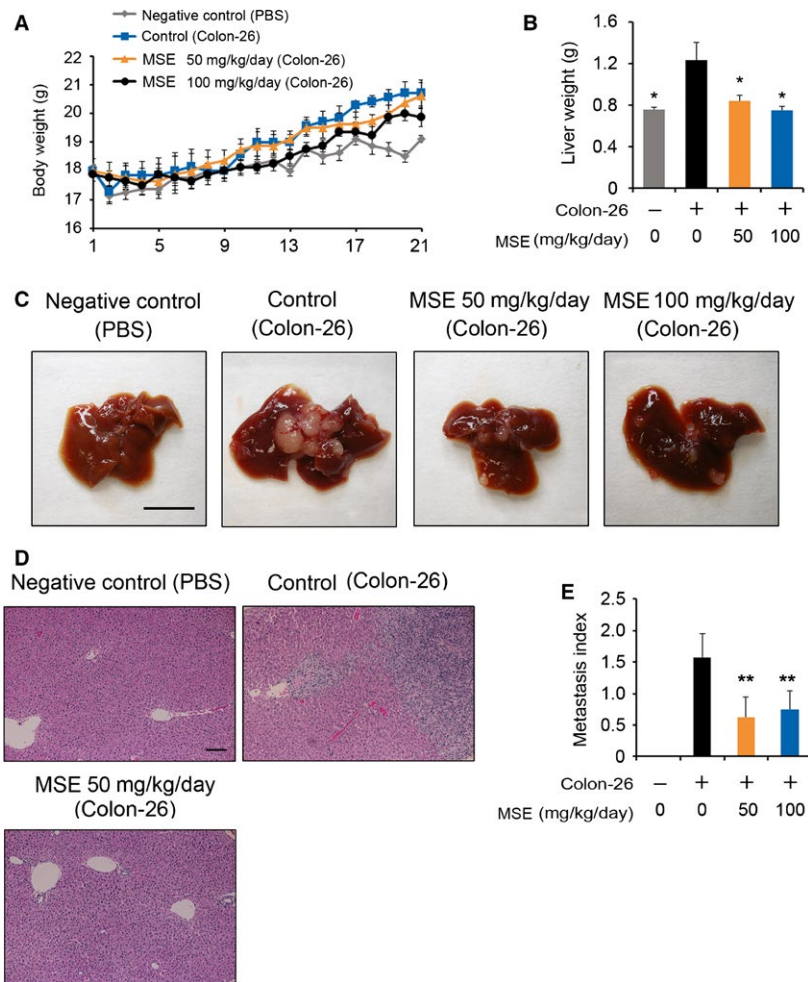 A
Negative control (PBS)
Control (Colon-26)
MSE 50 mg/kg/day (Colon-26)
MSE 100 mg/kg/day (Colon-26)
Body weight (g)
22
21
20
19
18
17
16
1 5 9 13 17 21
B
Liver weight (g)
1.6
1.2
0.8
0.4
0
* * *
Colon-26 – + + +
MSE (mg/kg/day) 0 0 50 100
C
Negative control
(PBS)
Control
(Colon-26)
MSE 50 mg/kg/day
(Colon-26)
MSE 100 mg/kg/day
(Colon-26)
D
Negative control (PBS)
Control (Colon-26)
MSE 50 mg/kg/day
(Colon-26)
E
Metastasis index
2.5
2.0
1.5
1.0
0.5
0
** **
Colon-26 – + + +
MSE (mg/kg/day) 0 0 50 100